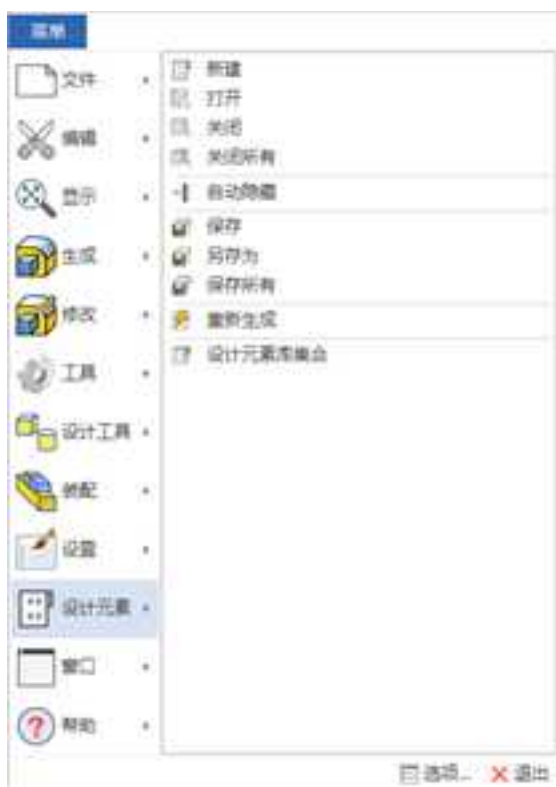 菜单
文件
编辑
显示
生成
修改
工具
设计工具
装配
设置
设计元素
窗口
帮助
新建
打开
关闭
关闭所有
自动隐藏
保存
另存为
保存所有
重新生成
设计元素库集合
选项...
退出